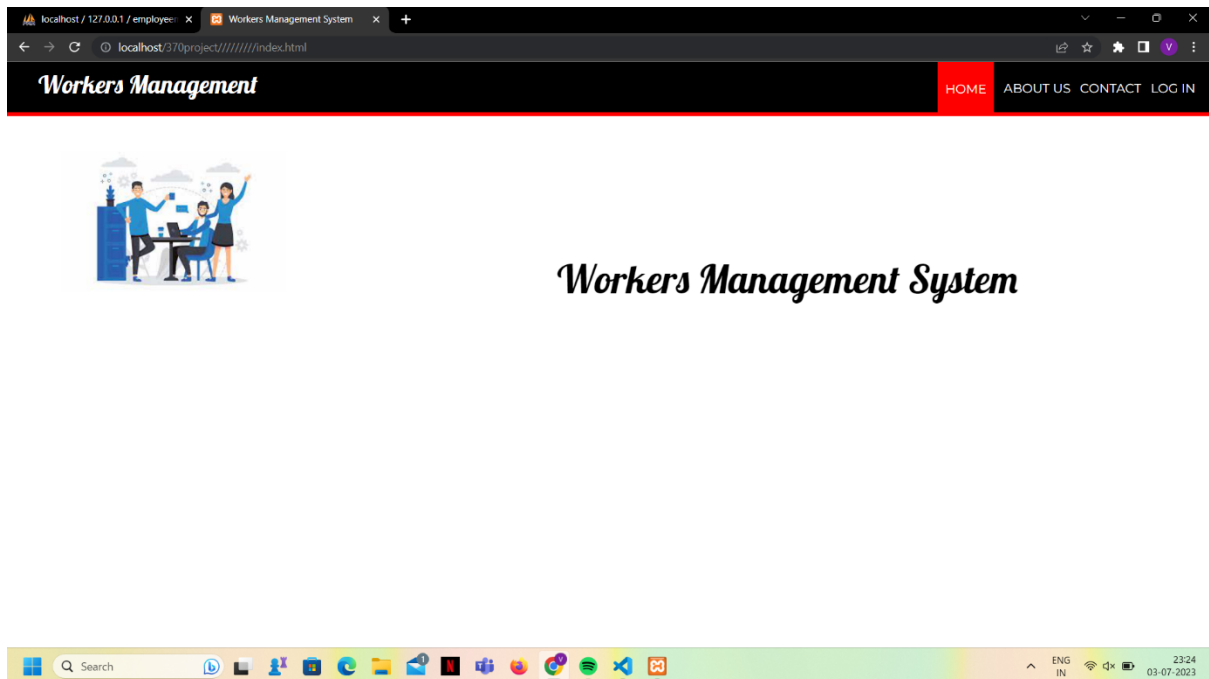 localhost / 127.0.0.1 / employee
Workers Management System
localhost/370project/////////index.html
V
Workers Management
HOME ABOUT US CONTACT LOG IN
Workers Management System
Search
ENG
IN
23:24
03-07-2023